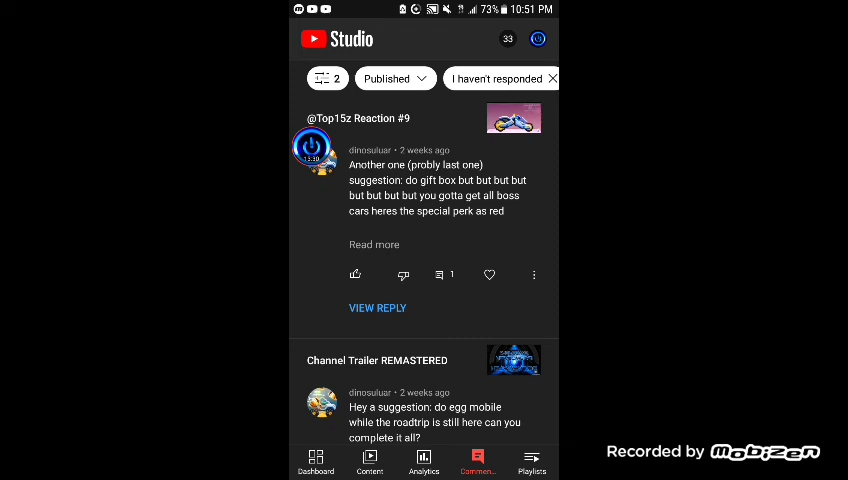 73% 10:51 PM
Studio
33
2
Published
I haven't responded
@Top15z Reaction #9
13:30
dinosuluar • 2 weeks ago
Another one (probly last one)
suggestion: do gift box but but but but
but but but but you gotta get all boss
cars heres the special perk as red
Read more
1
VIEW REPLY
Channel Trailer REMASTERED
dinosuluar • 2 weeks ago
Hey a suggestion: do egg mobile
while the roadtrip is still here can you
complete it all?
Dashboard
Content
Analytics
Commen...
Playlists
Recorded by Mobizen